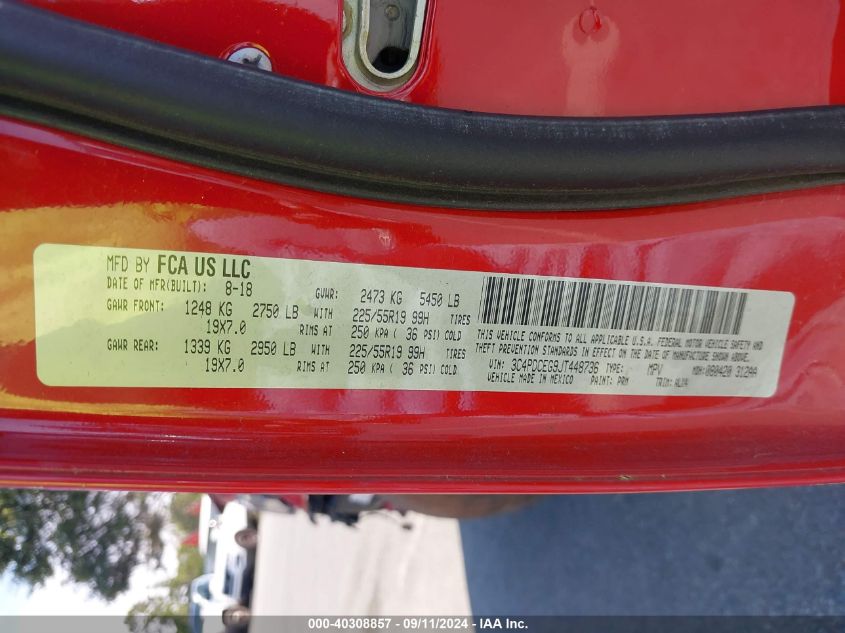 MFD BY FCA US LLC
DATE OF MFR(BUILT): 8-18 GVWR: 2473 KG 5450 LB
GAWR FRONT: 1248 KG 2750 LB WITH 225/55R19 99H TIRES
19X7.0 RIMS AT 250 KPA ( 36 PSI) COLD
GAWR REAR: 1339 KG 2950 LB WITH 225/55R19 99H TIRES
19X7.0 RIMS AT 250 KPA ( 36 PSI) COLD
THIS VEHICLE CONFORMS TO ALL APPLICABLE U.S.A. FEDERAL MOTOR VEHICLE SAFETY AND
THEFT PREVENTION STANDARDS IN EFFECT ON THE DATE OF MANUFACTURE SHOWN ABOVE.
VIN: 3C4PDCEG9JT448736 TYPE: MPV MDH: 080420 312AA
VEHICLE MADE IN MEXICO PAINT: PRM TRIM:
000-40308857 - 09/11/2024 - IAA Inc.